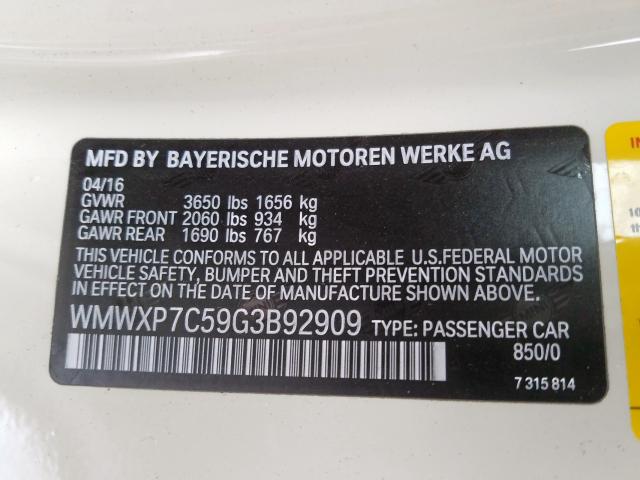 MFD BY BAYERISCHE MOTOREN WERKE AG
04/16
GVWR 3650 lbs 1656 kg
GAWR FRONT 2060 lbs 934 kg
GAWR REAR 1690 lbs 767 kg
THIS VEHICLE CONFORMS TO ALL APPLICABLE U.S.FEDERAL MOTOR
VEHICLE SAFETY, BUMPER AND THEFT PREVENTION STANDARDS
IN EFFECT ON THE DATE OF MANUFACTURE SHOWN ABOVE.
WMWXP7C59G3B92909 TYPE: PASSENGER CAR
850/0
7 315 814